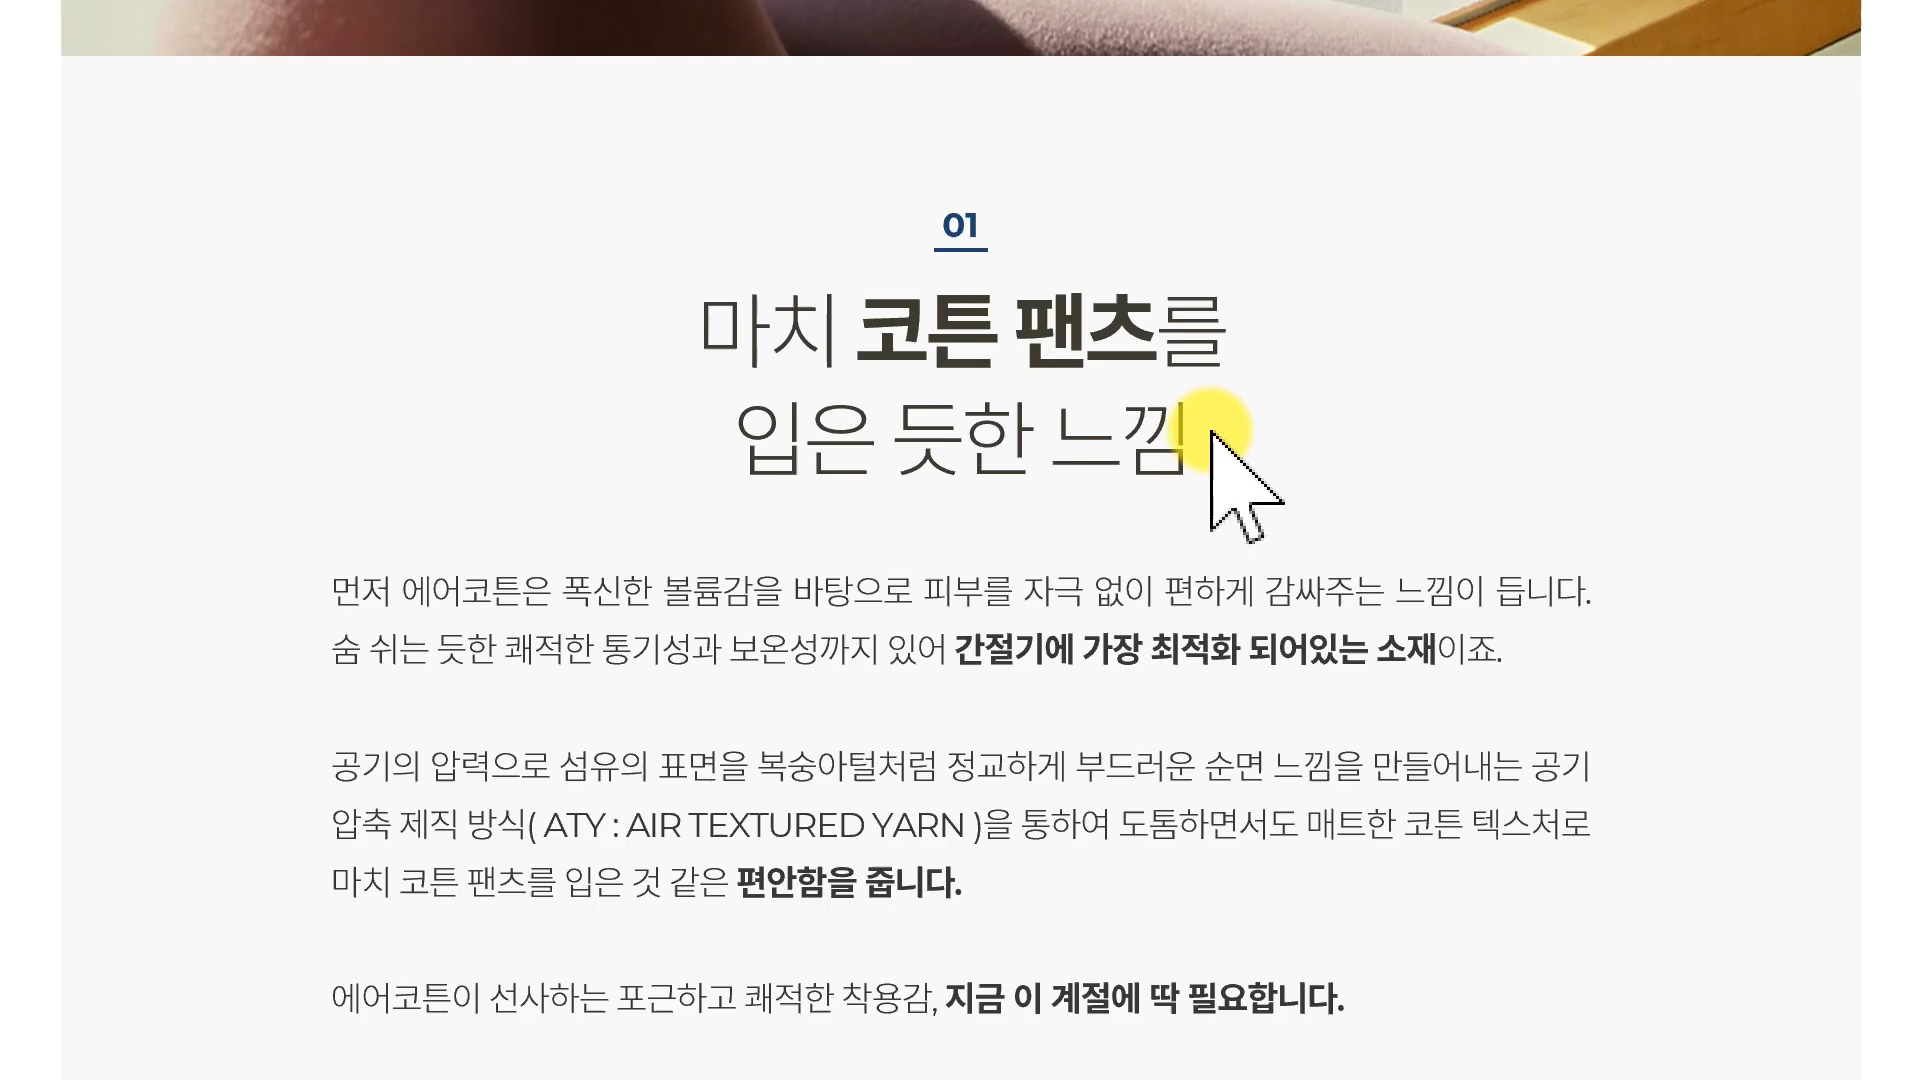 01
마치 코튼 팬츠를
입은 듯한 느낌
먼저 에어코튼은 폭신한 볼륨감을 바탕으로 피부를 자극 없이 편하게 감싸주는 느낌이 듭니다.
숨 쉬는 듯한 쾌적한 통기성과 보온성까지 있어 간절기에 가장 최적화 되어있는 소재이죠.
공기의 압력으로 섬유의 표면을 복숭아털처럼 정교하게 부드러운 순면 느낌을 만들어내는 공기
압축 제직 방식( ATY : AIR TEXTURED YARN )을 통하여 도톰하면서도 매트한 코튼 텍스처로
마치 코튼 팬츠를 입은 것 같은 편안함을 줍니다.
에어코튼이 선사하는 포근하고 쾌적한 착용감, 지금 이 계절에 딱 필요합니다.